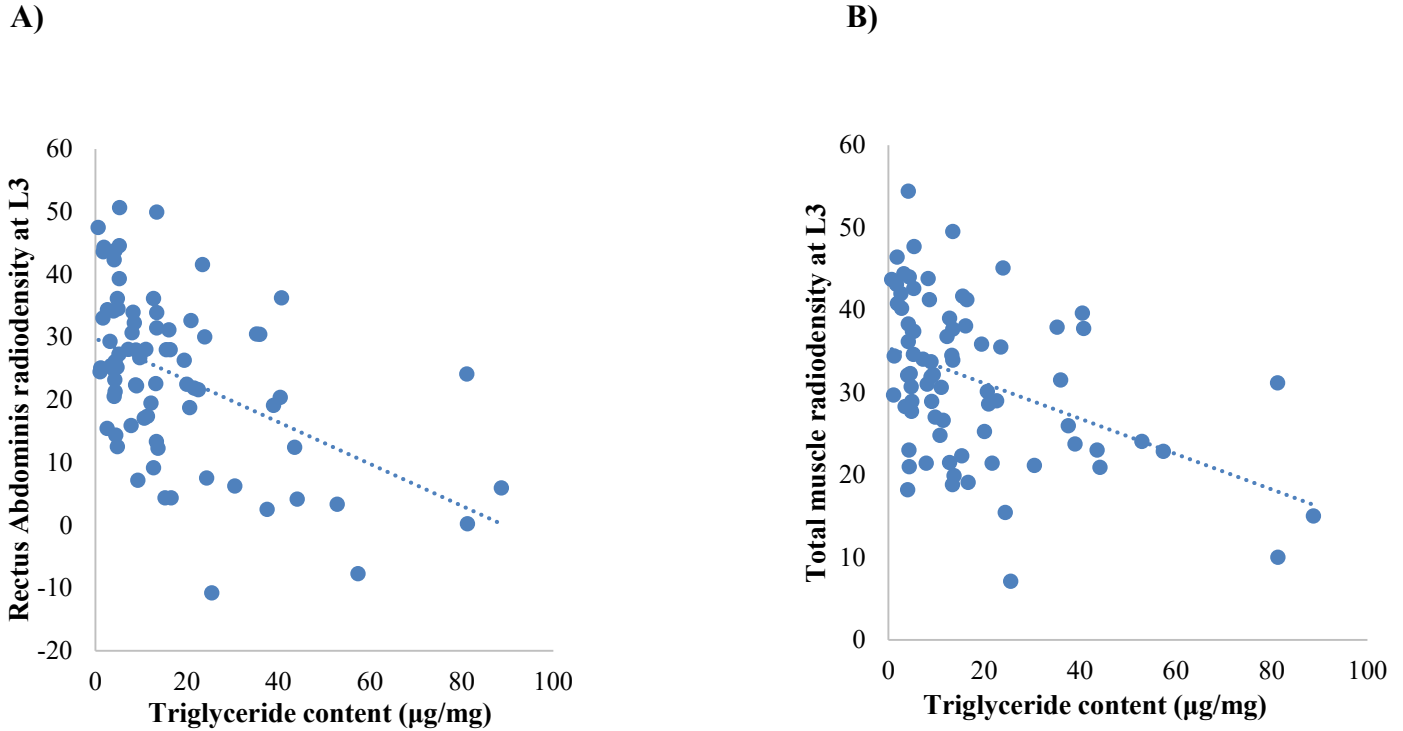 A)
B)
Rectus Abdominis radiodensity at L3
60
50
40
30
20
10
0
-10
-20
0 20 40 60 80 100
Triglyceride content (µg/mg)
Total muscle radiodensity at L3
60
50
40
30
20
10
0
0 20 40 60 80 100
Triglyceride content (µg/mg)